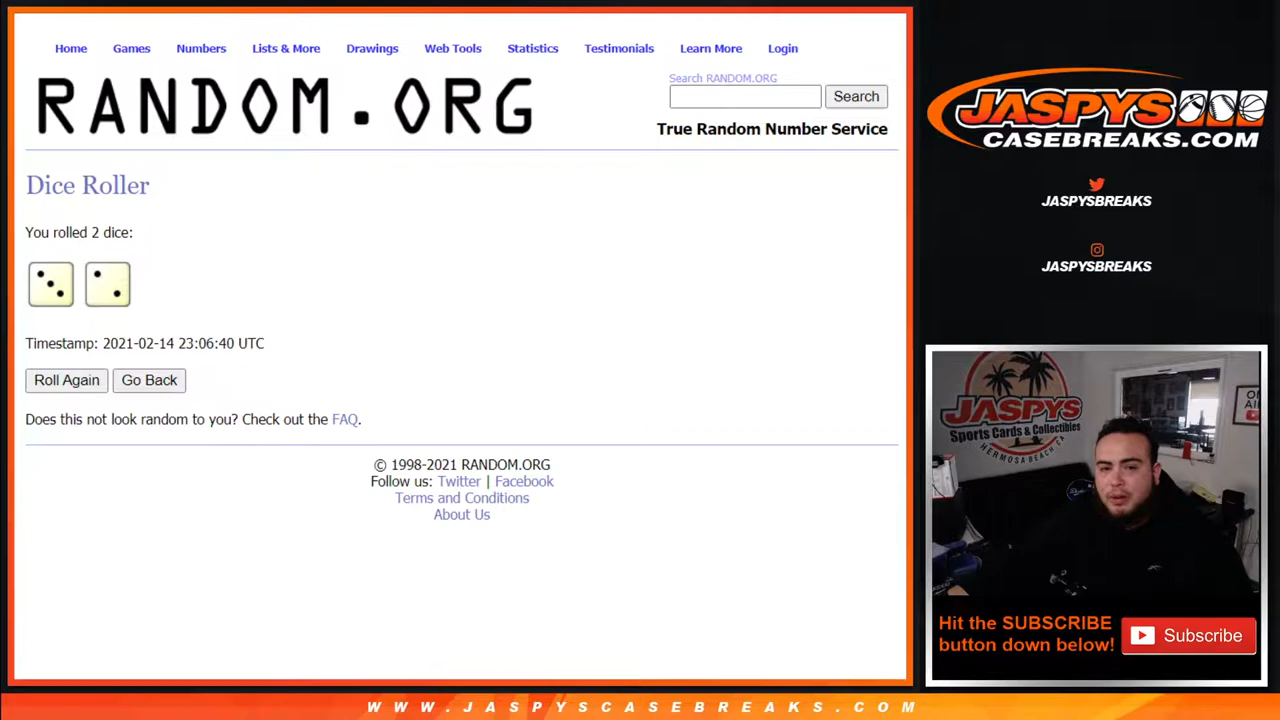 Home Games Numbers Lists & More Drawings Web Tools Statistics Testimonials Learn More Login
RANDOM.ORG
Search RANDOM.ORG
Search
True Random Number Service
Dice Roller
You rolled 2 dice:
Timestamp: 2021-02-14 23:06:40 UTC
Roll Again Go Back
Does this not look random to you? Check out the FAQ.
© 1998-2021 RANDOM.ORG
Follow us: Twitter | Facebook
Terms and Conditions
About Us
JASPYS
CASEBREAKS.COM
JASPYSBREAKS
JASPYSBREAKS
JASPYS
Sports Cards & Collectibles
HERMOSA BEACH CA
Hit the SUBSCRIBE
button down below!
Subscribe
WWW.JASPYSCASEBREAKS.COM